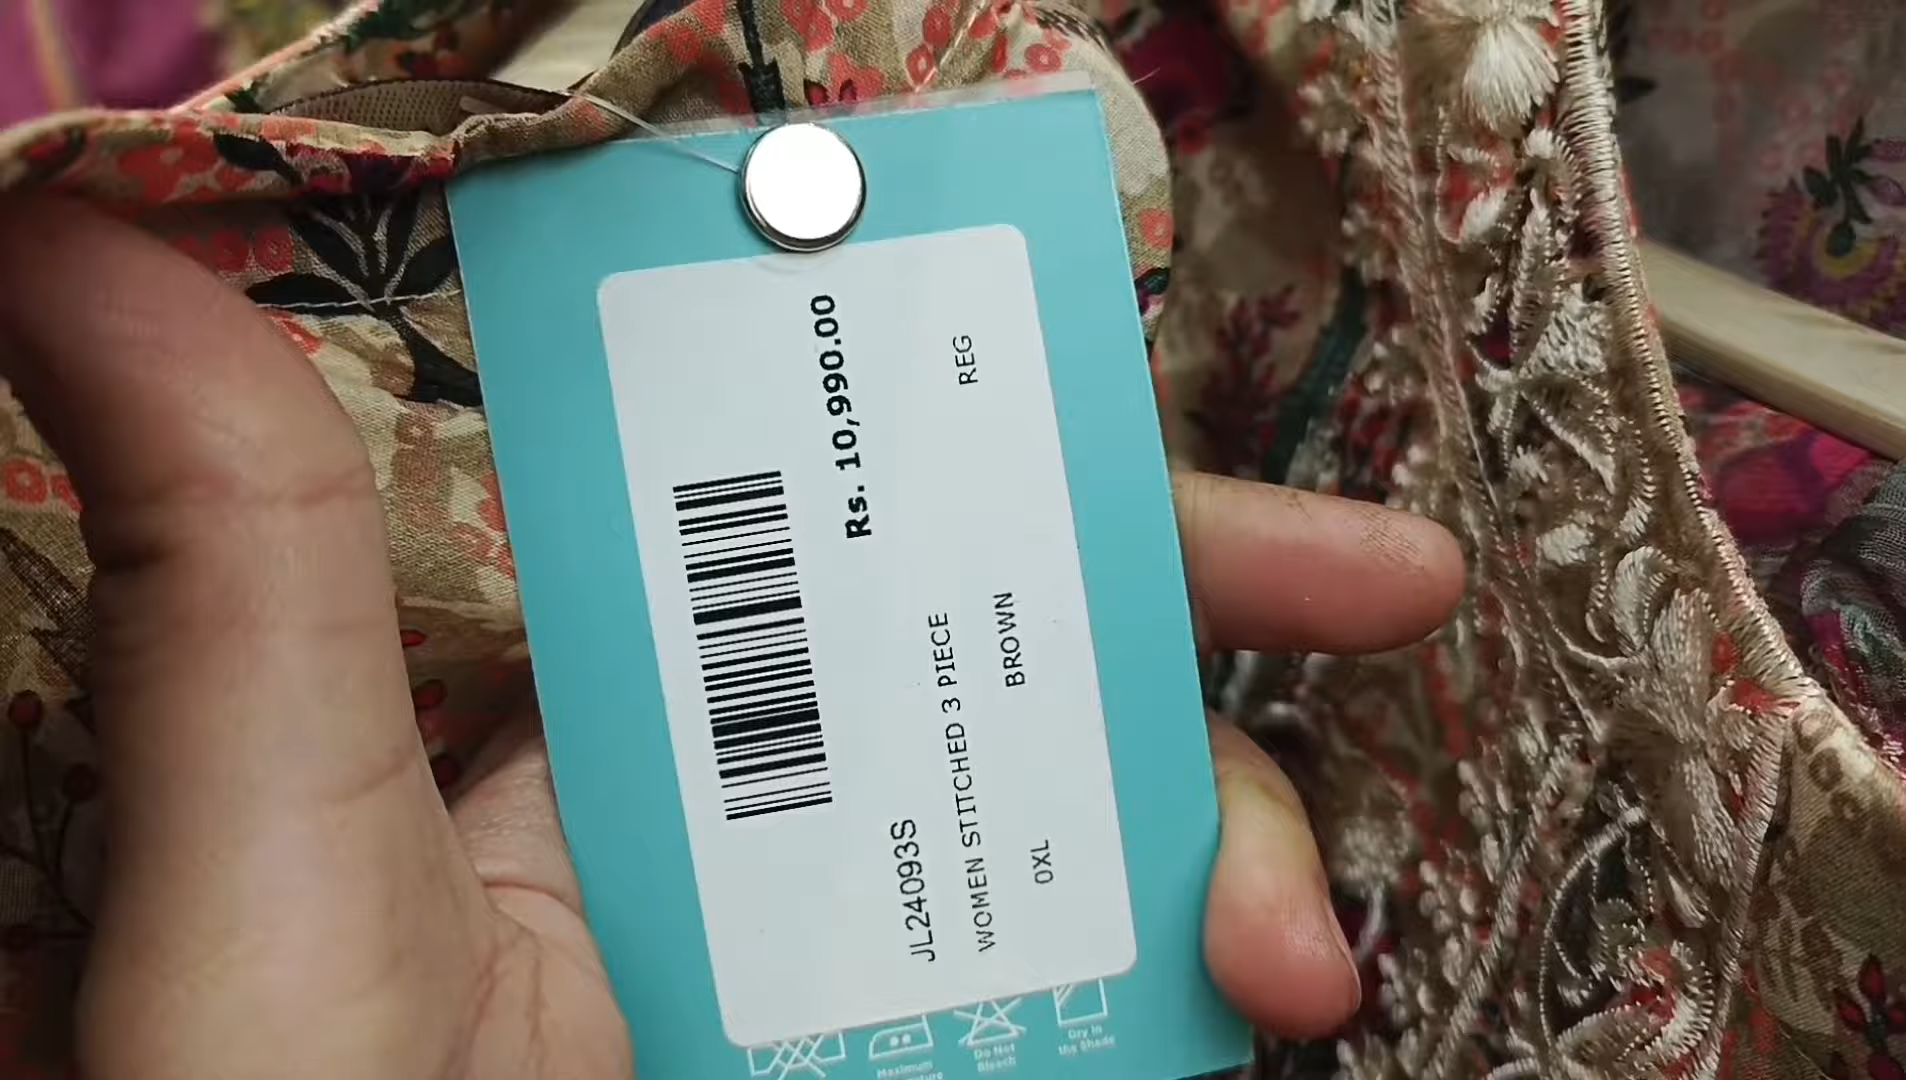 Rs. 10,990.00
JL24093S
WOMEN STITCHED 3 PIECE
REG
BROWN
0XL
Maximum
Do Not
Bleach
Dry in
the Shade